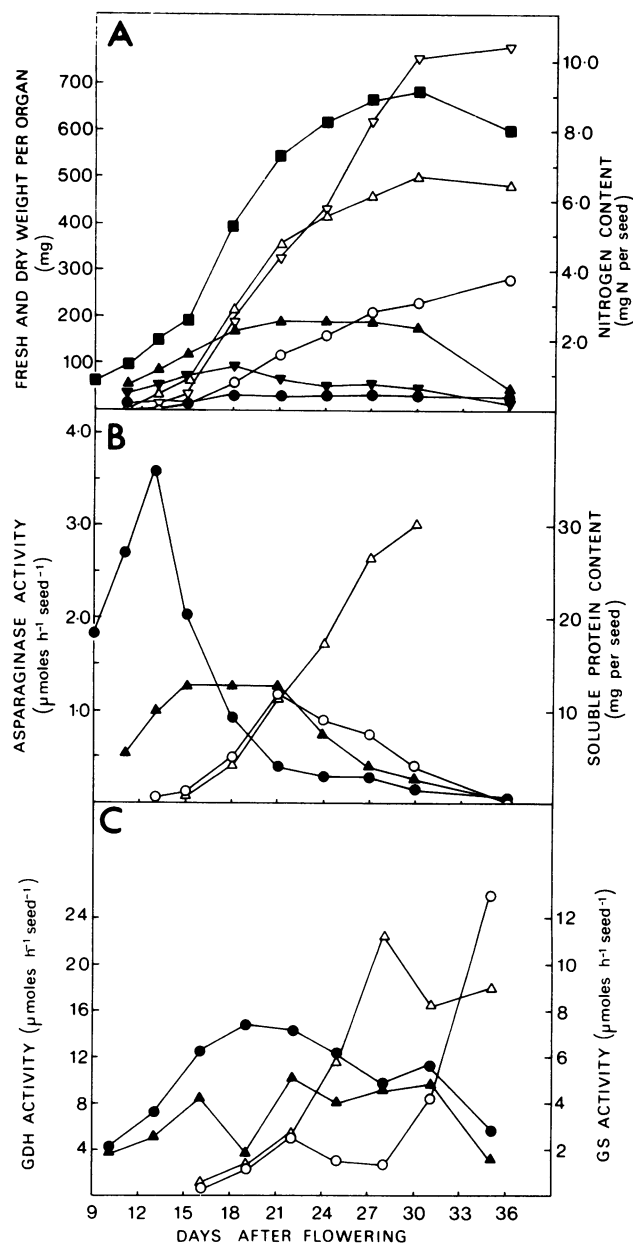 A
FRESH AND DRY WEIGHT PER ORGAN
(mg)
700
600
500
400
300
200
100
10·0
8·0
6·0
4·0
2·0
NITROGEN CONTENT
(mg N per seed)
B
ASPARAGINASE ACTIVITY
(μmoles h⁻¹ seed⁻¹)
4·0
3·0
2·0
1·0
30
20
10
SOLUBLE PROTEIN CONTENT
(mg per seed)
C
GDH ACTIVITY (μmoles h⁻¹ seed⁻¹)
24
20
16
12
8
4
12
10
8
6
4
2
GS ACTIVITY (μmoles h⁻¹ seed⁻¹)
9 12 15 18 21 24 27 30 33 36
DAYS AFTER FLOWERING